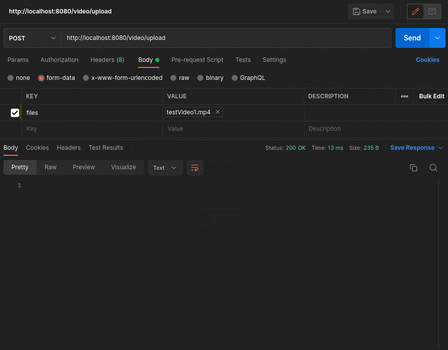 http://localhost:8080/video/upload Save
POST http://localhost:8080/video/upload Send
Params Authorization Headers (8) Body Pre-request Script Tests Settings Cookies
none form-data x-www-form-urlencoded raw binary GraphQL
KEY VALUE DESCRIPTION Bulk Edit
files testVideo1.mp4
Key Value Description
Body Cookies Headers Test Results Status: 200 OK Time: 13 ms Size: 235 B Save Response
Pretty Raw Preview Visualize Text
1